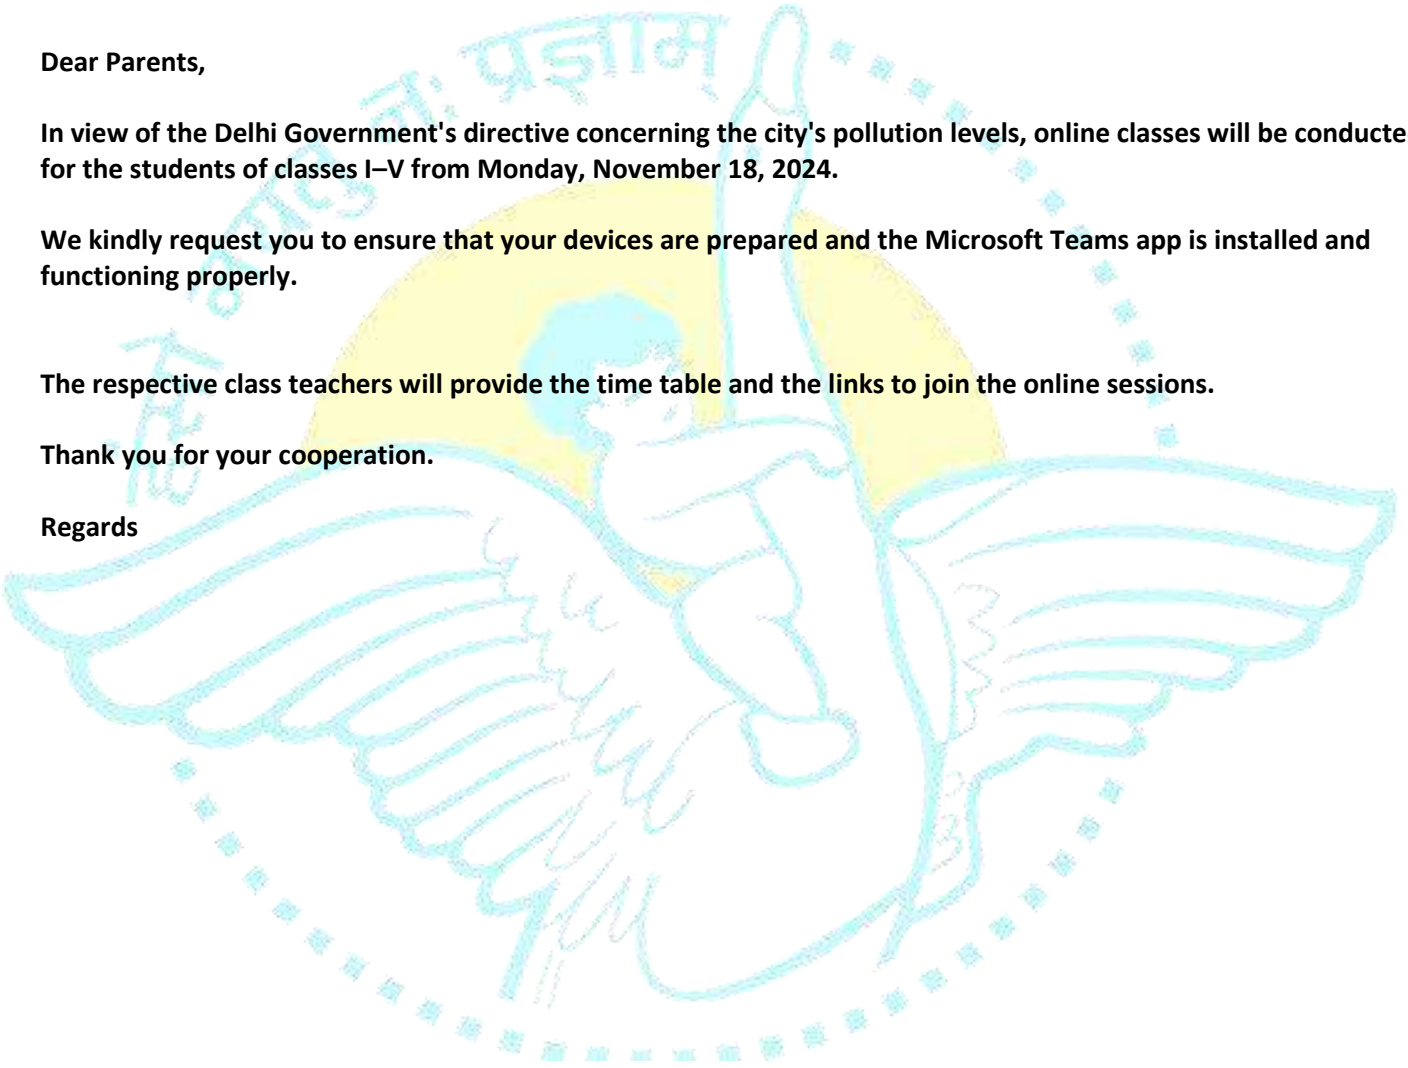 हंसो नयतु नः प्रज्ञाम्
Dear Parents,
In view of the Delhi Government's directive concerning the city's pollution levels, online classes will be conducte
for the students of classes I–V from Monday, November 18, 2024.
We kindly request you to ensure that your devices are prepared and the Microsoft Teams app is installed and
functioning properly.
The respective class teachers will provide the time table and the links to join the online sessions.
Thank you for your cooperation.
Regards